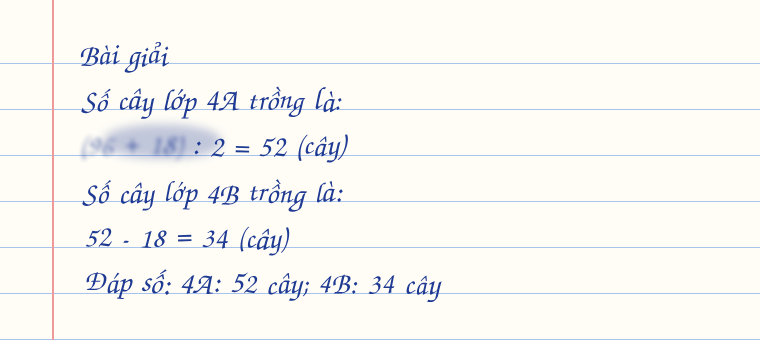 Bài giải
Số cây lớp 4A trồng là:
: 2 = 52 (cây)
Số cây lớp 4B trồng là:
52 - 18 = 34 (cây)
Đáp số: 4A: 52 cây; 4B: 34 cây